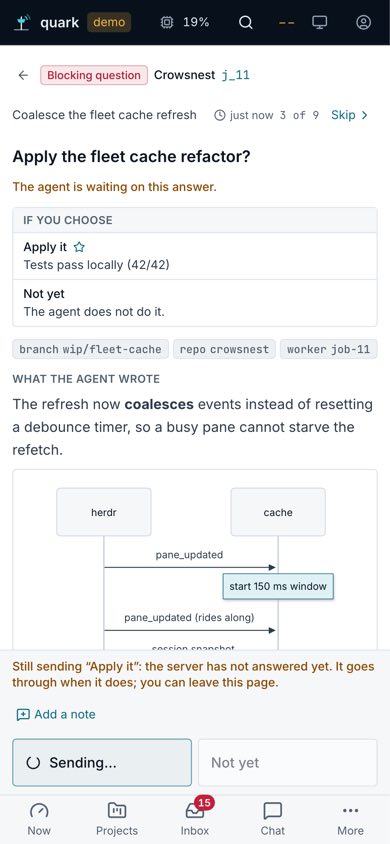 quark demo 19% --
Blocking question Crowsnest j_11
Coalesce the fleet cache refresh just now 3 of 9 Skip
Apply the fleet cache refactor?
The agent is waiting on this answer.
IF YOU CHOOSE
Apply it
Tests pass locally (42/42)
Not yet
The agent does not do it.
branch wip/fleet-cache repo crowsnest worker job-11
WHAT THE AGENT WROTE
The refresh now coalesces events instead of resetting
a debounce timer, so a busy pane cannot starve the
refetch.
herdr cache
pane_updated
start 150 ms window
pane_updated (rides along)
session snapshot
Still sending “Apply it”: the server has not answered yet. It goes
through when it does; you can leave this page.
Add a note
Sending... Not yet
15
Now Projects Inbox Chat More